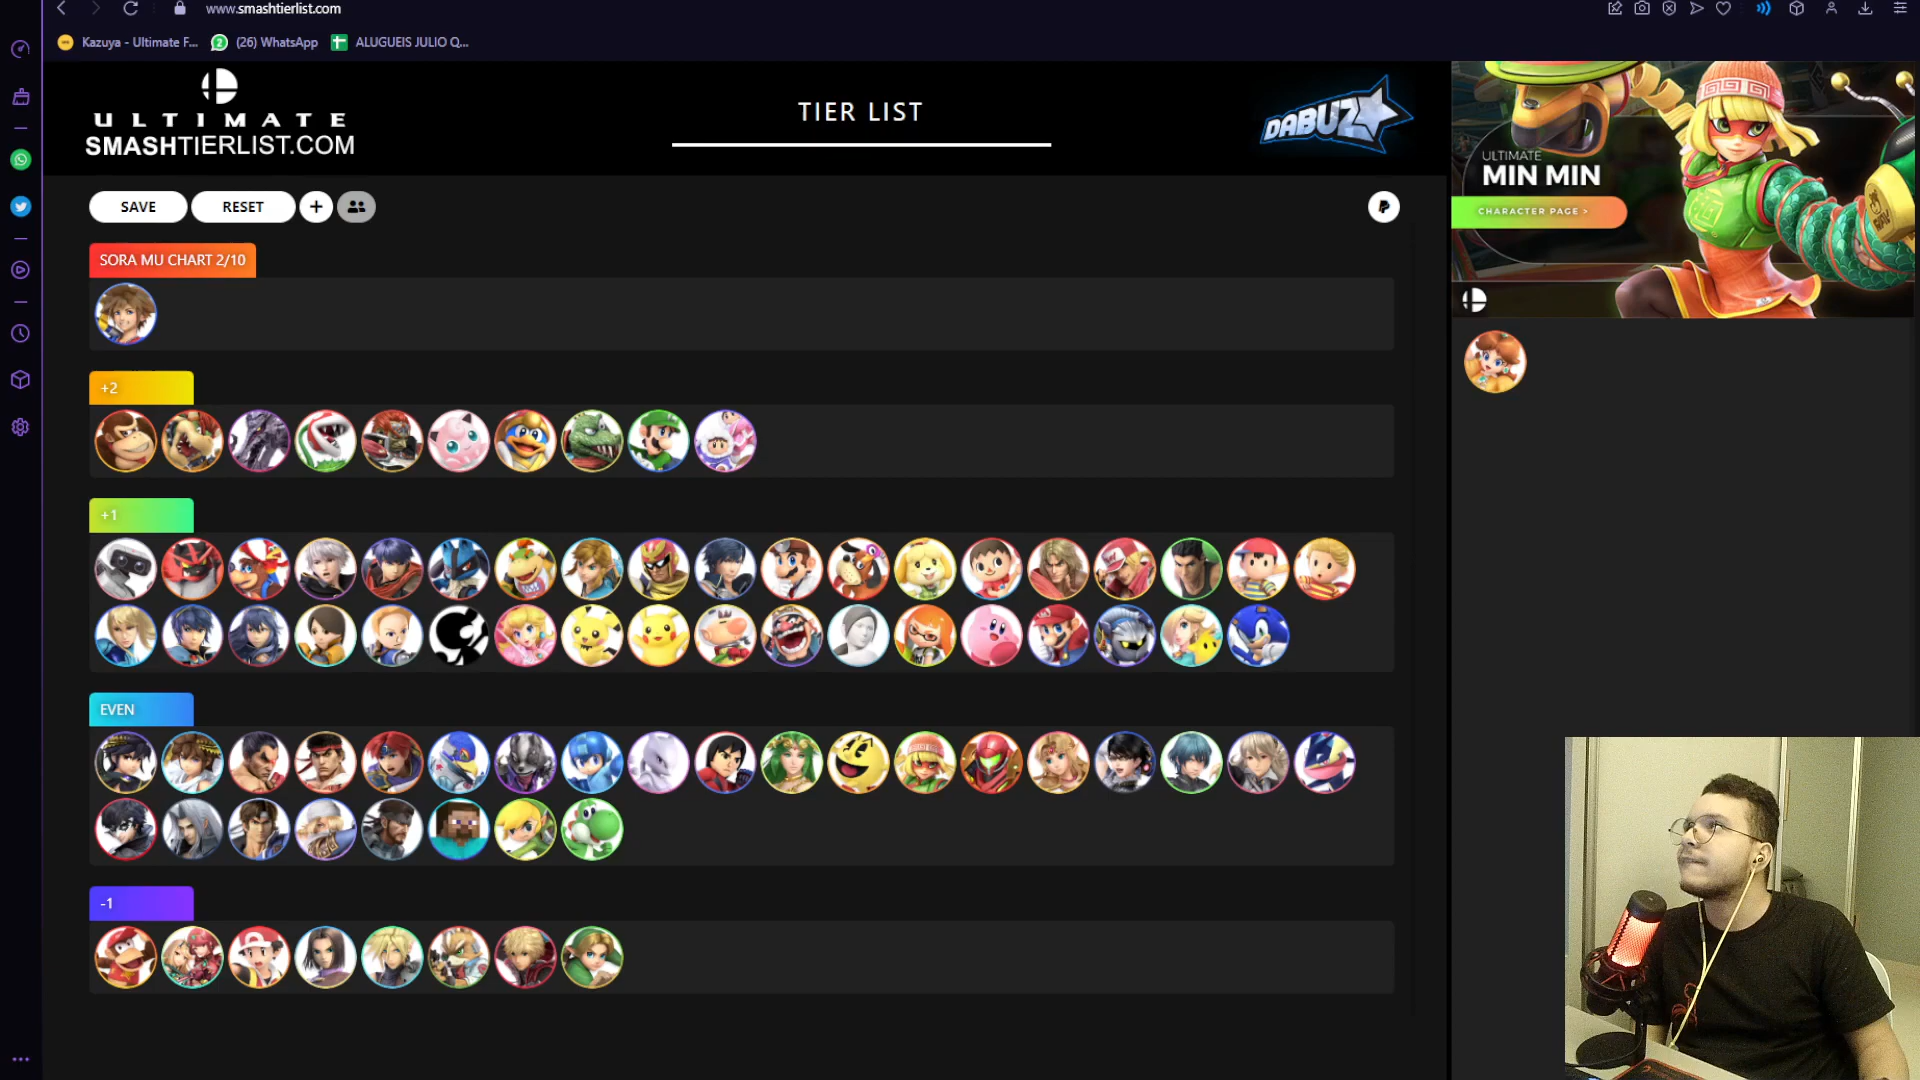 www.smashtierlist.com
Kazuya - Ultimate F...
2
(26) WhatsApp
ALUGUEIS JULIO Q...
ULTIMATE
SMASHTIERLIST.COM
TIER LIST
DABUZ
ULTIMATE
MIN MIN
CHARACTER PAGE >
SAVE
RESET
+
SORA MU CHART 2/10
+2
+1
EVEN
-1